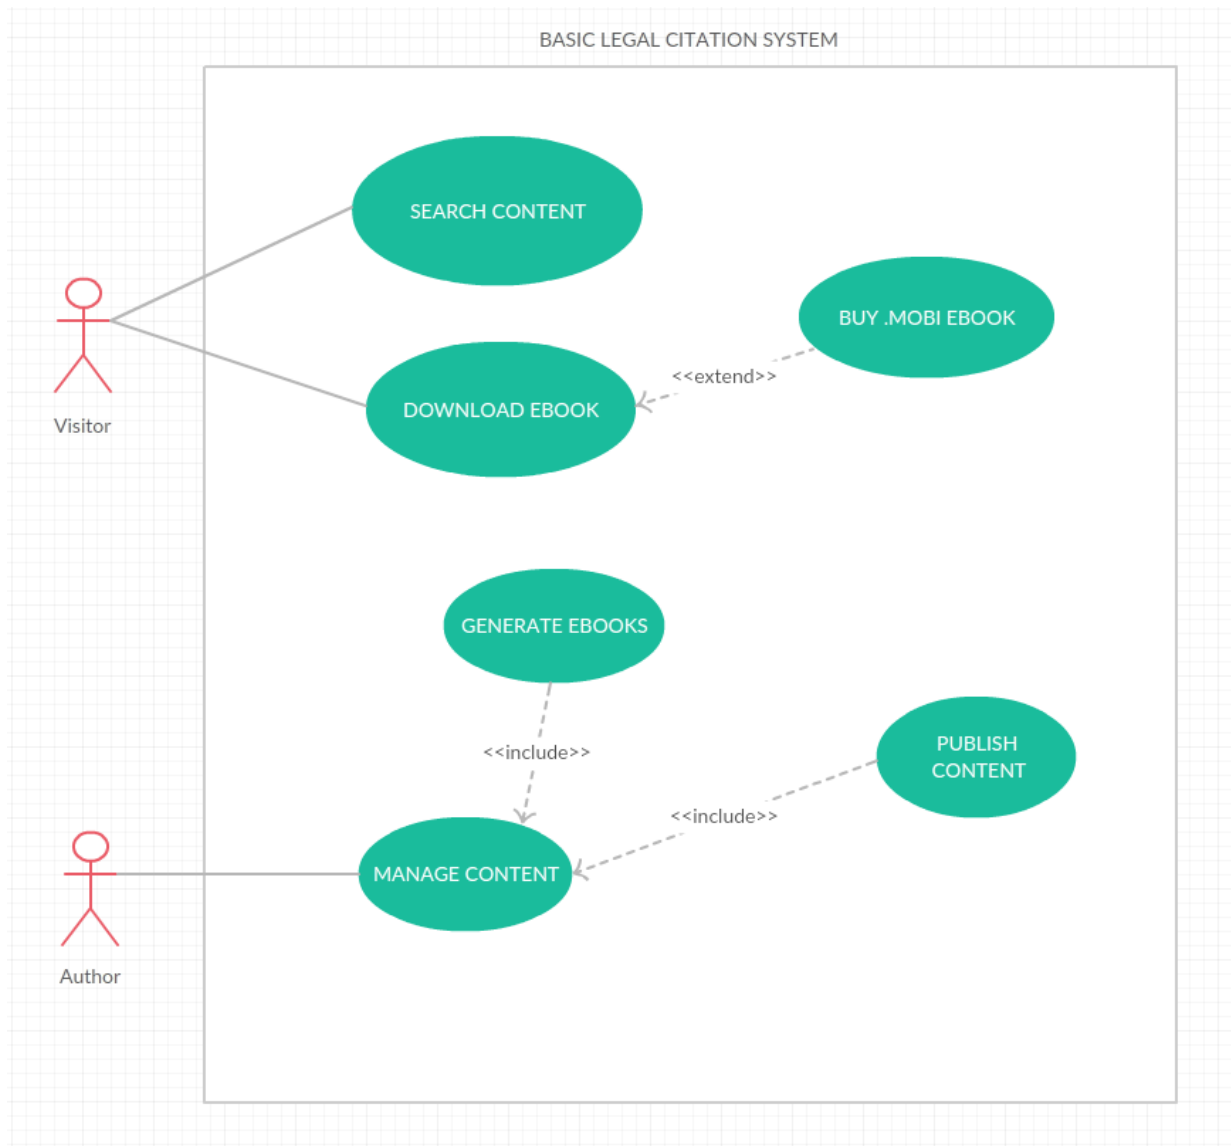 BASIC LEGAL CITATION SYSTEM
SEARCH CONTENT
BUY .MOBI EBOOK
<<extend>>
DOWNLOAD EBOOK
Visitor
GENERATE EBOOKS
<<include>>
PUBLISH
CONTENT
<<include>>
MANAGE CONTENT
Author